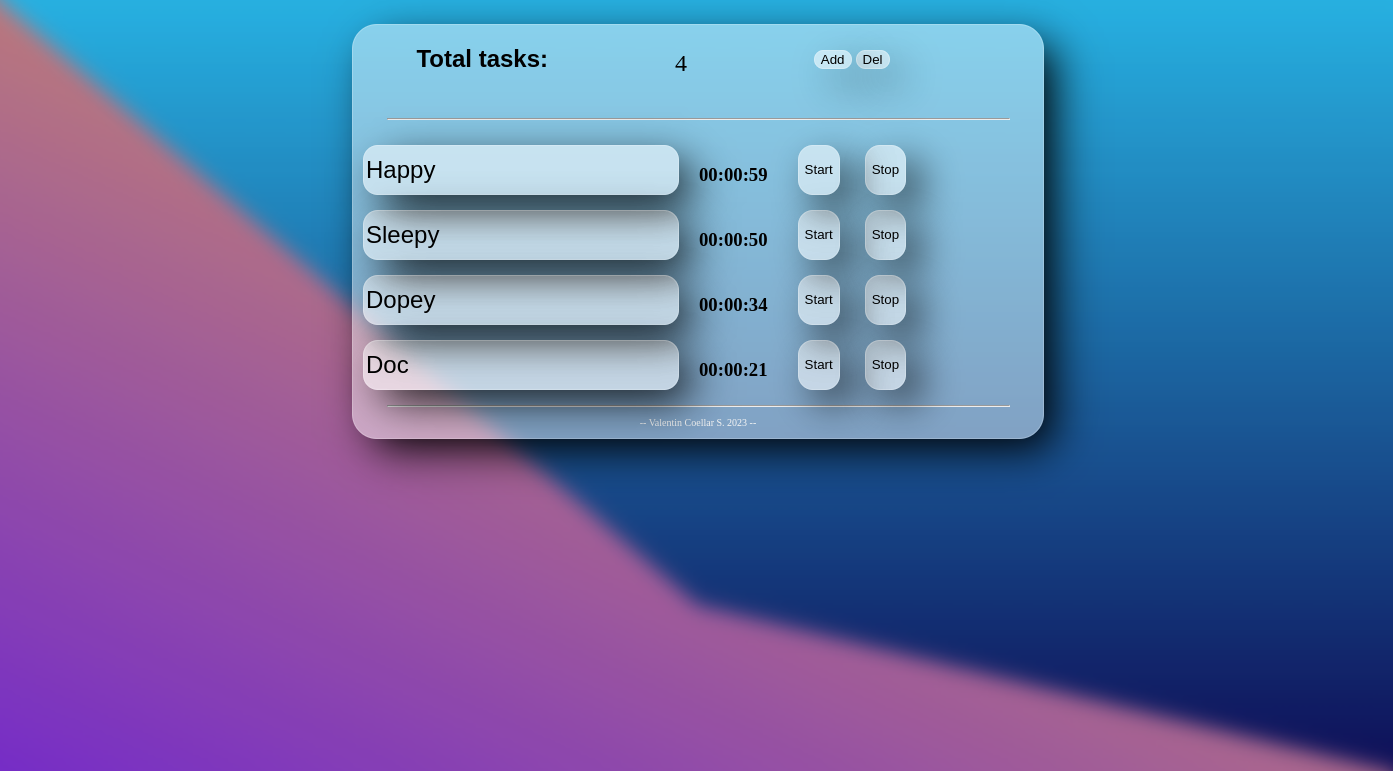 Total tasks: 4 Add Del
Happy 00:00:59 Start Stop
Sleepy 00:00:50 Start Stop
Dopey 00:00:34 Start Stop
Doc 00:00:21 Start Stop
-- Valentin Coellar S. 2023 --